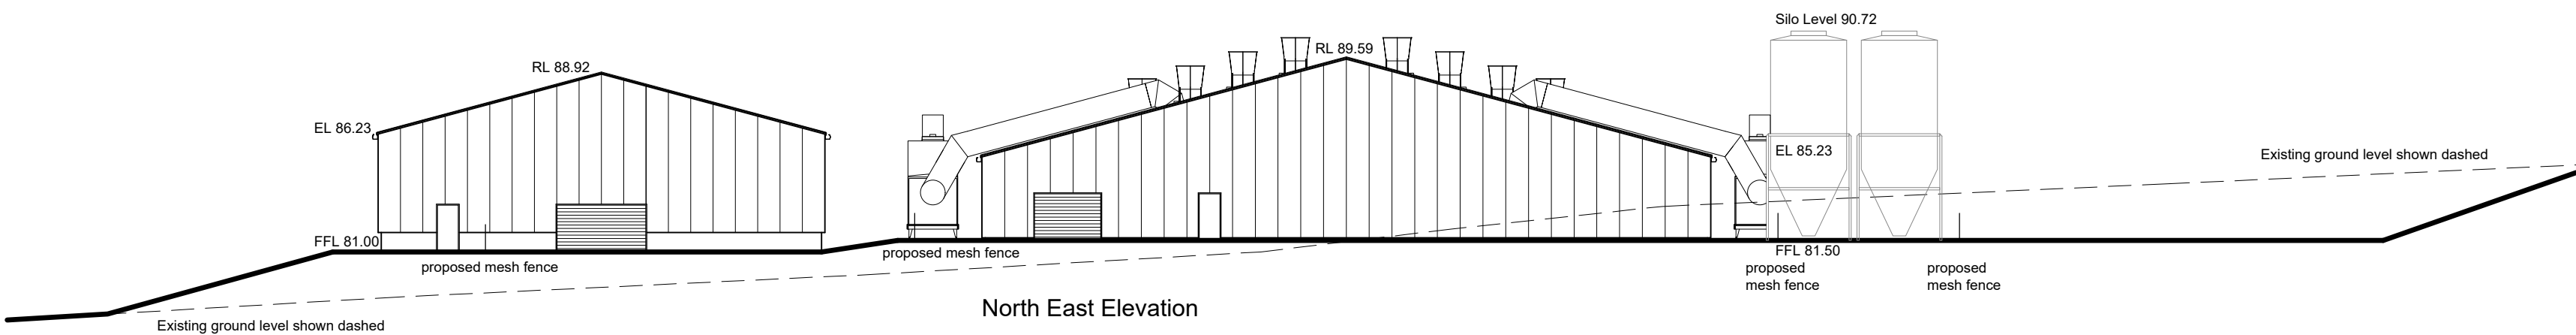 Silo Level 90.72
RL 89.59
RL 88.92
EL 86.23
EL 85.23
Existing ground level shown dashed
FFL 81.00
FFL 81.50
proposed mesh fence
proposed mesh fence
proposed
mesh fence
proposed
mesh fence
North East Elevation
Existing ground level shown dashed